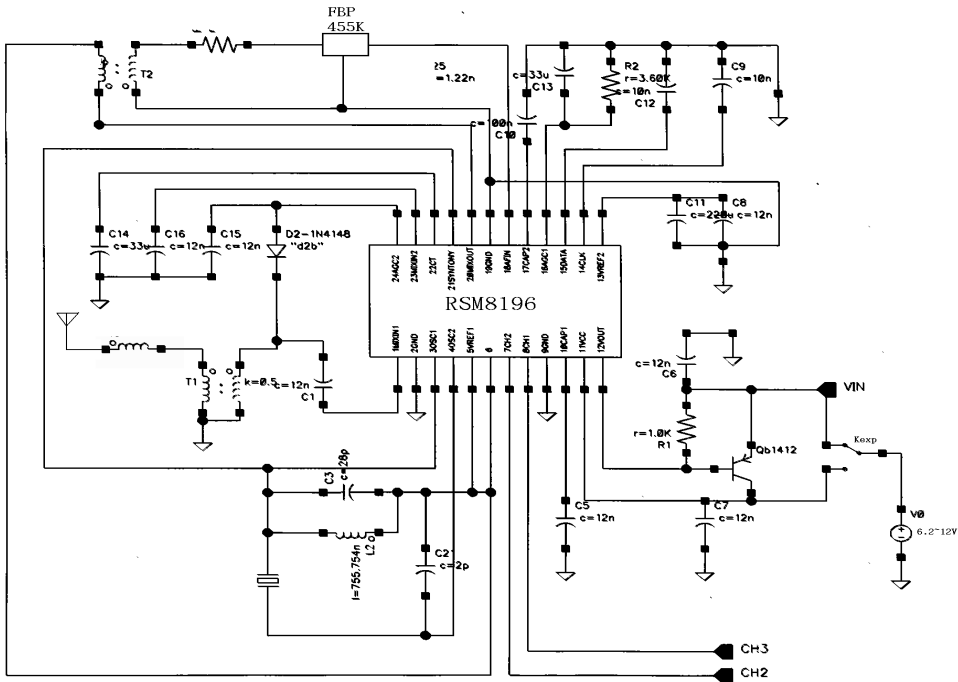 FBP
455K
T2
25
=1.22n
c=33u
C13
R2
r=3.60K
c=10n
C12
C9
c=10n
c=100n
C10
C14
c=33u
C16
c=12n
C15
c=12n
D2-1N4148
"d2b"
C11
c=220u
C8
c=12n
24AGC2
23MIXIN2
22CT
21SYNTONY
20MIXOUT
19GND
18AFIN
17CAP2
16AGC1
15DATA
14CLK
13VREF2
RSM8196
1MIXIN1
2GND
3OSC1
4OSC2
5VREF1
6
7CH2
8CH1
9GND
10CAP1
11VCC
12VOUT
T1
k=0.5
c=12n
C1
c=12n
C6
VIN
r=1.0K
R1
Qb1412
Kexp
C3
c=28p
L2
l=755.754n
C2
c=2p
C5
c=12n
C7
c=12n
V0
6.2~12V
CH3
CH2